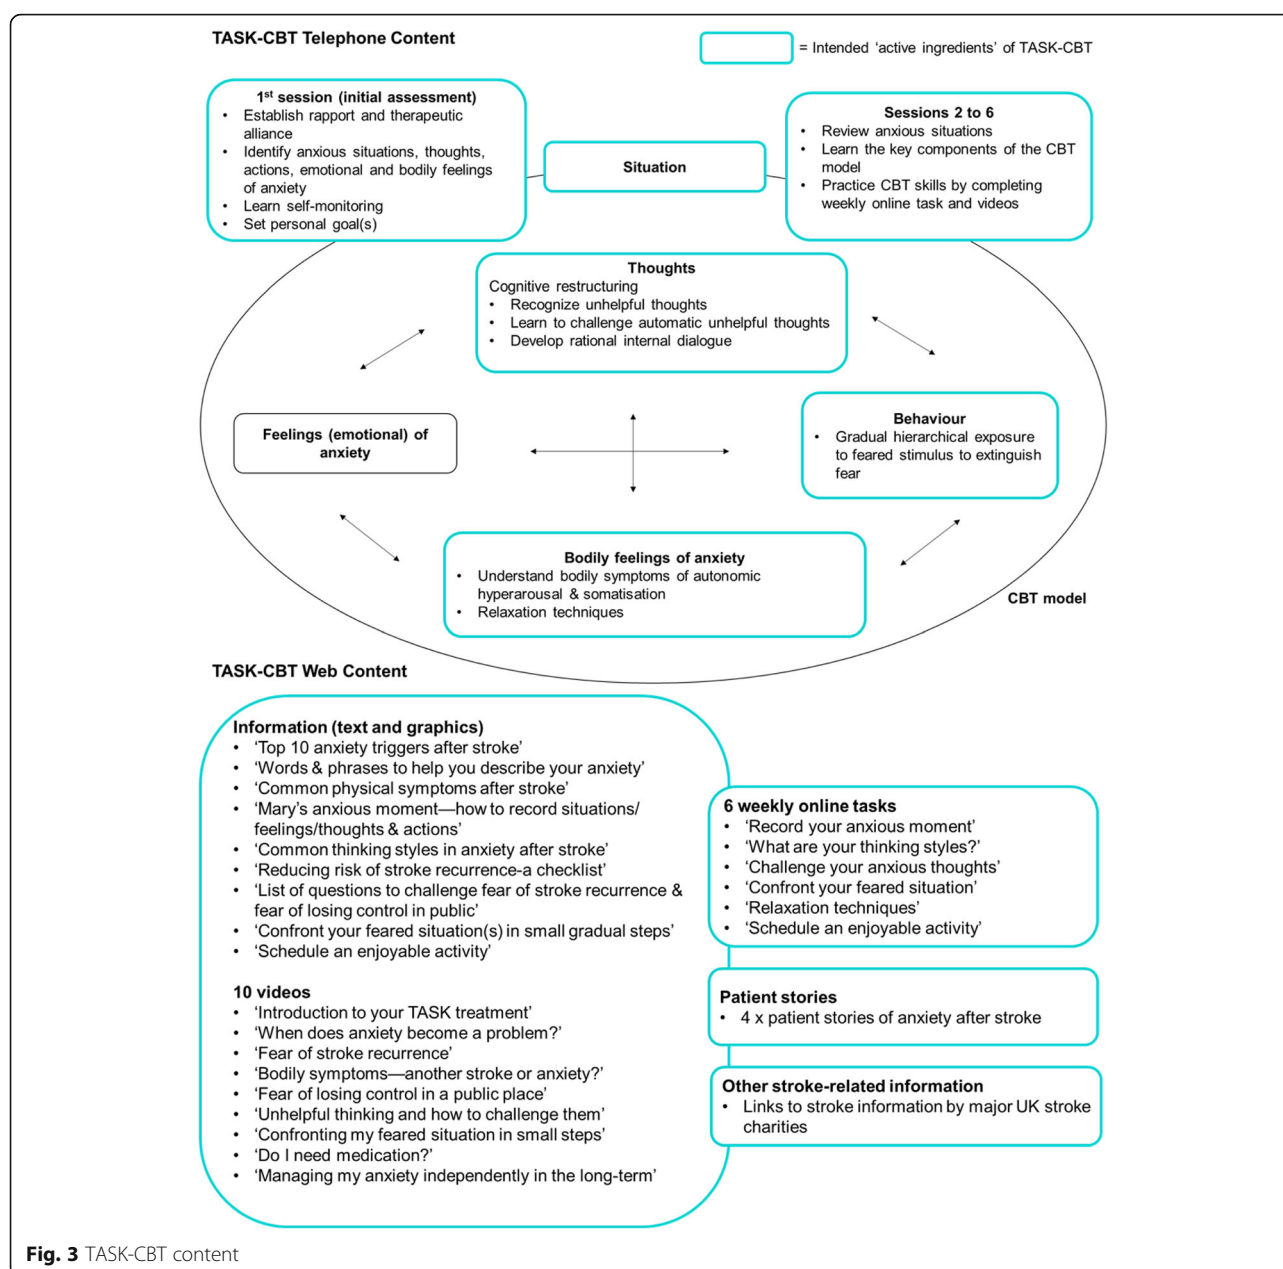 TASK-CBT Telephone Content
= Intended ‘active ingredients’ of TASK-CBT
1st session (initial assessment)
• Establish rapport and therapeutic
alliance
• Identify anxious situations, thoughts,
actions, emotional and bodily feelings
of anxiety
• Learn self-monitoring
• Set personal goal(s)
Situation
Sessions 2 to 6
• Review anxious situations
• Learn the key components of the CBT
model
• Practice CBT skills by completing
weekly online task and videos
Thoughts
Cognitive restructuring
• Recognize unhelpful thoughts
• Learn to challenge automatic unhelpful thoughts
• Develop rational internal dialogue
Feelings (emotional) of
anxiety
Behaviour
• Gradual hierarchical exposure
to feared stimulus to extinguish
fear
Bodily feelings of anxiety
• Understand bodily symptoms of autonomic
hyperarousal & somatisation
• Relaxation techniques
CBT model
TASK-CBT Web Content
Information (text and graphics)
• ‘Top 10 anxiety triggers after stroke’
• ‘Words & phrases to help you describe your anxiety’
• ‘Common physical symptoms after stroke’
• ‘Mary’s anxious moment—how to record situations/
feelings/thoughts & actions’
• ‘Common thinking styles in anxiety after stroke’
• ‘Reducing risk of stroke recurrence-a checklist’
• ‘List of questions to challenge fear of stroke recurrence &
fear of losing control in public’
• ‘Confront your feared situation(s) in small gradual steps’
• ‘Schedule an enjoyable activity’
10 videos
• ‘Introduction to your TASK treatment’
• ‘When does anxiety become a problem?’
• ‘Fear of stroke recurrence’
• ‘Bodily symptoms—another stroke or anxiety?’
• ‘Fear of losing control in a public place’
• ‘Unhelpful thinking and how to challenge them’
• ‘Confronting my feared situation in small steps’
• ‘Do I need medication?’
• ‘Managing my anxiety independently in the long-term’
6 weekly online tasks
• ‘Record your anxious moment’
• ‘What are your thinking styles?’
• ‘Challenge your anxious thoughts’
• ‘Confront your feared situation’
• ‘Relaxation techniques’
• ‘Schedule an enjoyable activity’
Patient stories
• 4 x patient stories of anxiety after stroke
Other stroke-related information
• Links to stroke information by major UK stroke
charities
Fig. 3 TASK-CBT content